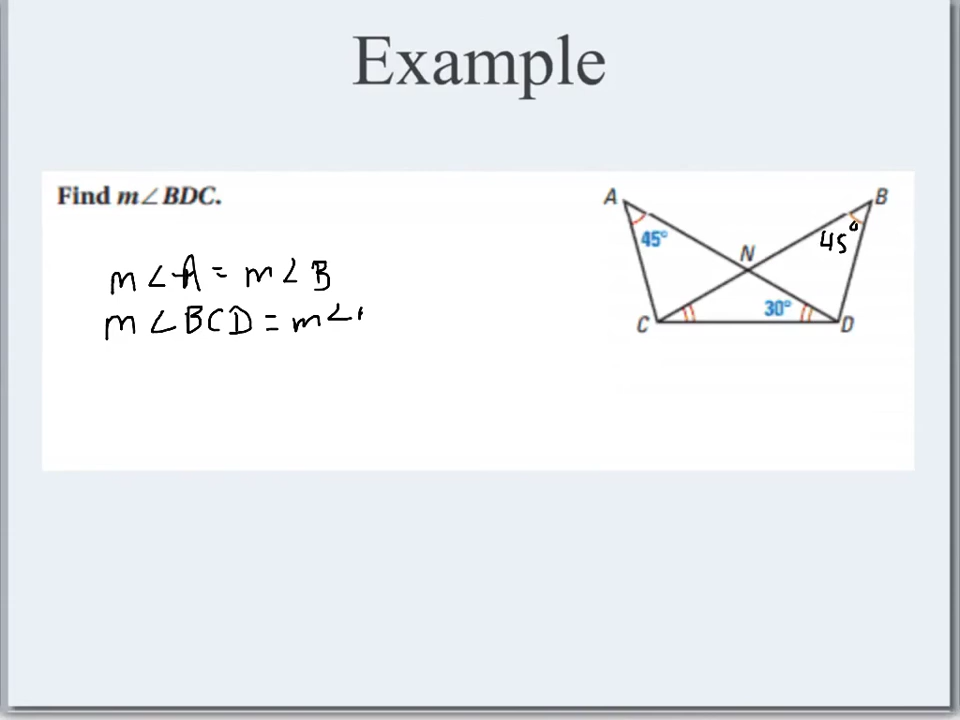 Example
Find m∠BDC.
A
B
45°
45°
N
m∠A = m∠B
30°
m∠BCD = m∠
C
D